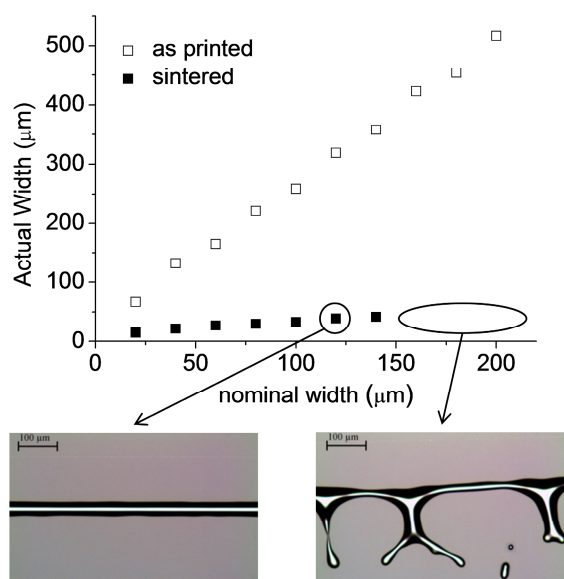 500
400
300
200
100
0
Actual Width (μm)
□ as printed
■ sintered
0 50 100 150 200
nominal width (μm)
100 μm
100 μm